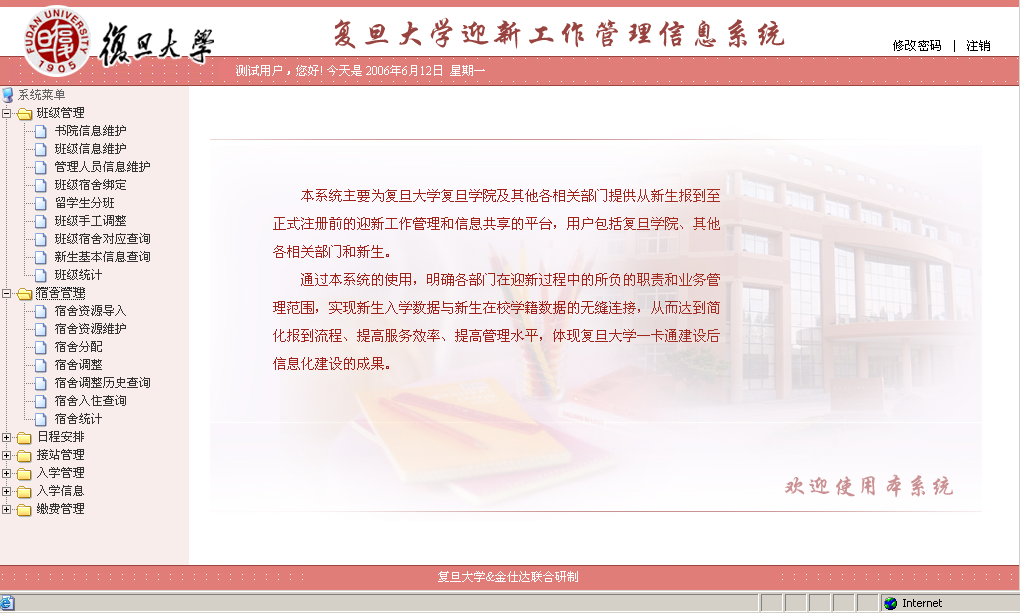 FUDAN UNIVERSITY
1905
復旦大学
复旦大学迎新工作管理信息系统
修改密码 | 注销
测试用户，您好! 今天是 2006年6月12日 星期一
系统菜单
班级管理
书院信息维护
班级信息维护
管理人员信息维护
班级宿舍绑定
留学生分班
班级手工调整
班级宿舍对应查询
新生基本信息查询
班级统计
宿舍管理
宿舍资源导入
宿舍资源维护
宿舍分配
宿舍调整
宿舍调整历史查询
宿舍入住查询
宿舍统计
日程安排
接站管理
入学管理
入学信息
缴费管理
本系统主要为复旦大学复旦学院及其他各相关部门提供从新生报到至
正式注册前的迎新工作管理和信息共享的平台，用户包括复旦学院、其他
各相关部门和新生。
通过本系统的使用，明确各部门在迎新过程中的所负的职责和业务管
理范围，实现新生入学数据与新生在校学籍数据的无缝连接，从而达到简
化报到流程、提高服务效率、提高管理水平，体现复旦大学一卡通建设后
信息化建设的成果。
欢迎使用本系统
复旦大学&金仕达联合研制
Internet